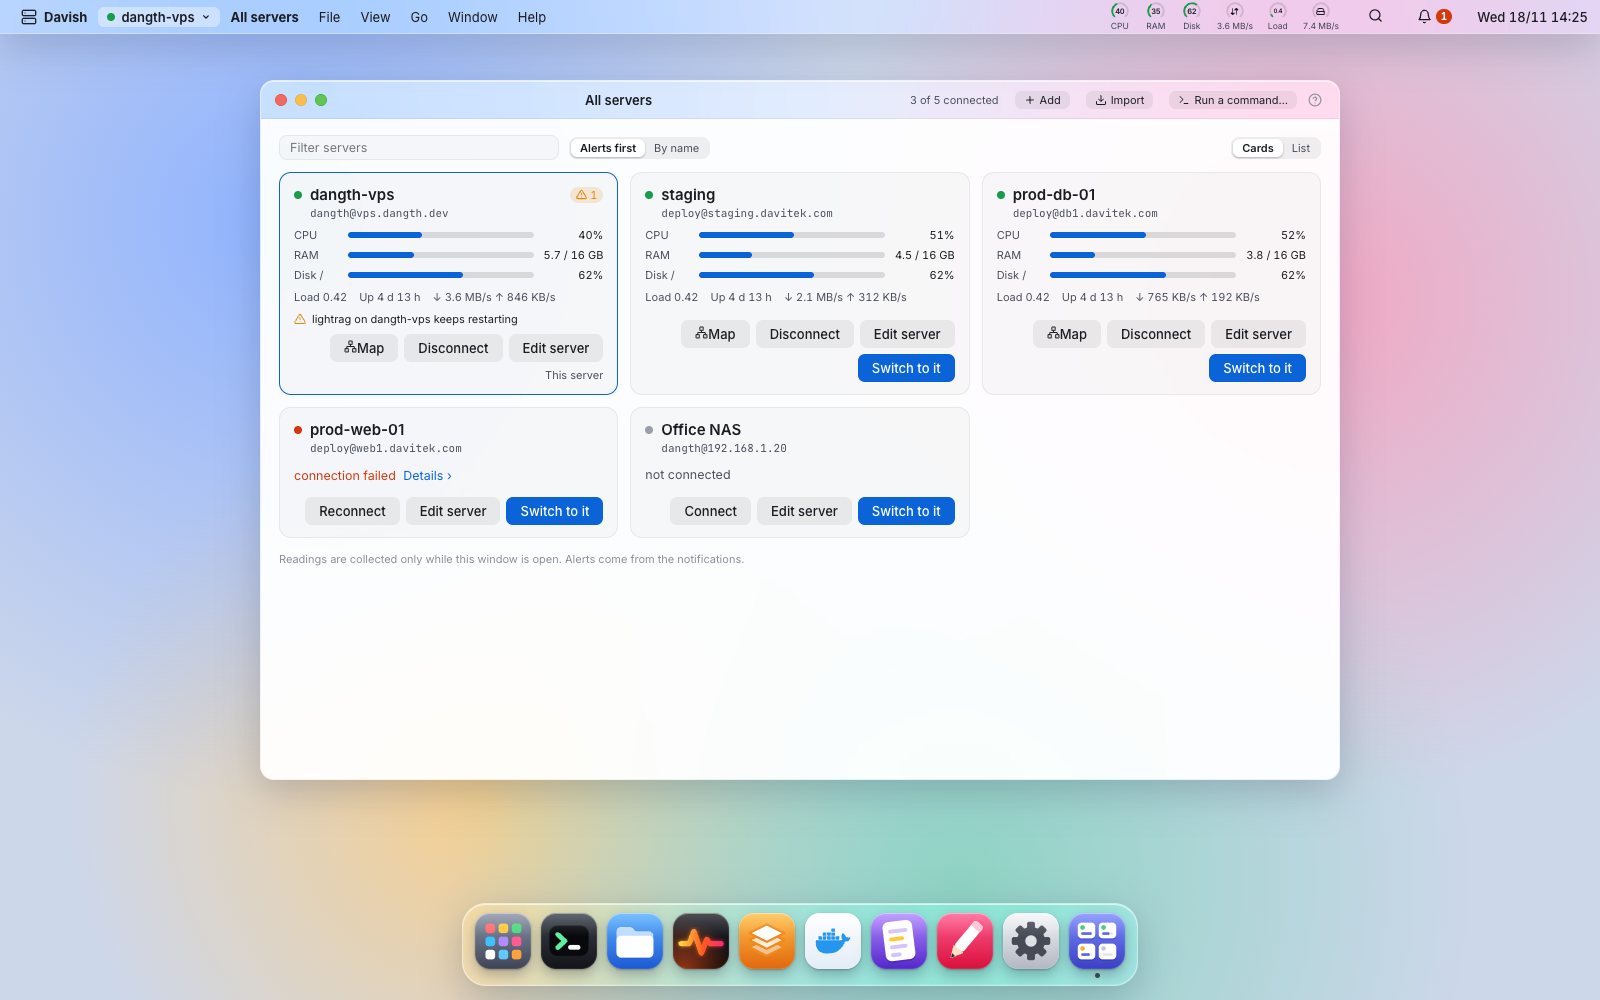 Davish dangth-vps All servers File View Go Window Help 40 CPU 35 RAM 62 Disk 3.6 MB/s 0.4 Load 7.4 MB/s 1 Wed 18/11 14:25
All servers 3 of 5 connected Add Import Run a command...
Filter servers Alerts first By name Cards List
dangth-vps 1
dangth@vps.dangth.dev
CPU 40%
RAM 5.7 / 16 GB
Disk / 62%
Load 0.42 Up 4 d 13 h ↓ 3.6 MB/s ↑ 846 KB/s
lightrag on dangth-vps keeps restarting
Map Disconnect Edit server
This server
staging
deploy@staging.davitek.com
CPU 51%
RAM 4.5 / 16 GB
Disk / 62%
Load 0.42 Up 4 d 13 h ↓ 2.1 MB/s ↑ 312 KB/s
Map Disconnect Edit server
Switch to it
prod-db-01
deploy@db1.davitek.com
CPU 52%
RAM 3.8 / 16 GB
Disk / 62%
Load 0.42 Up 4 d 13 h ↓ 765 KB/s ↑ 192 KB/s
Map Disconnect Edit server
Switch to it
prod-web-01
deploy@web1.davitek.com
connection failed Details ›
Reconnect Edit server Switch to it
Office NAS
dangth@192.168.1.20
not connected
Connect Edit server Switch to it
Readings are collected only while this window is open. Alerts come from the notifications.